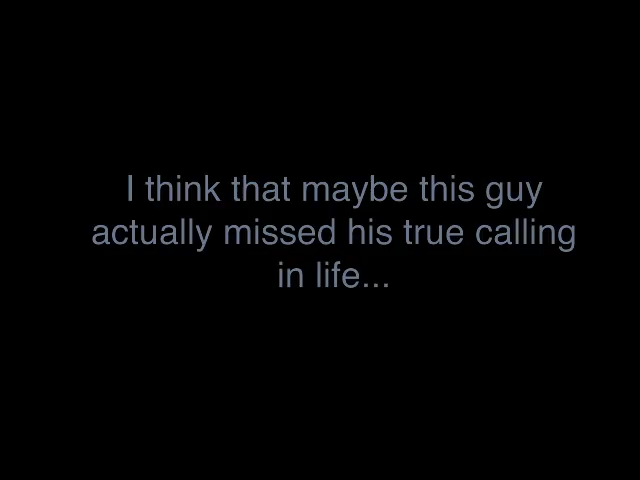 I think that maybe this guy
actually missed his true calling
in life...